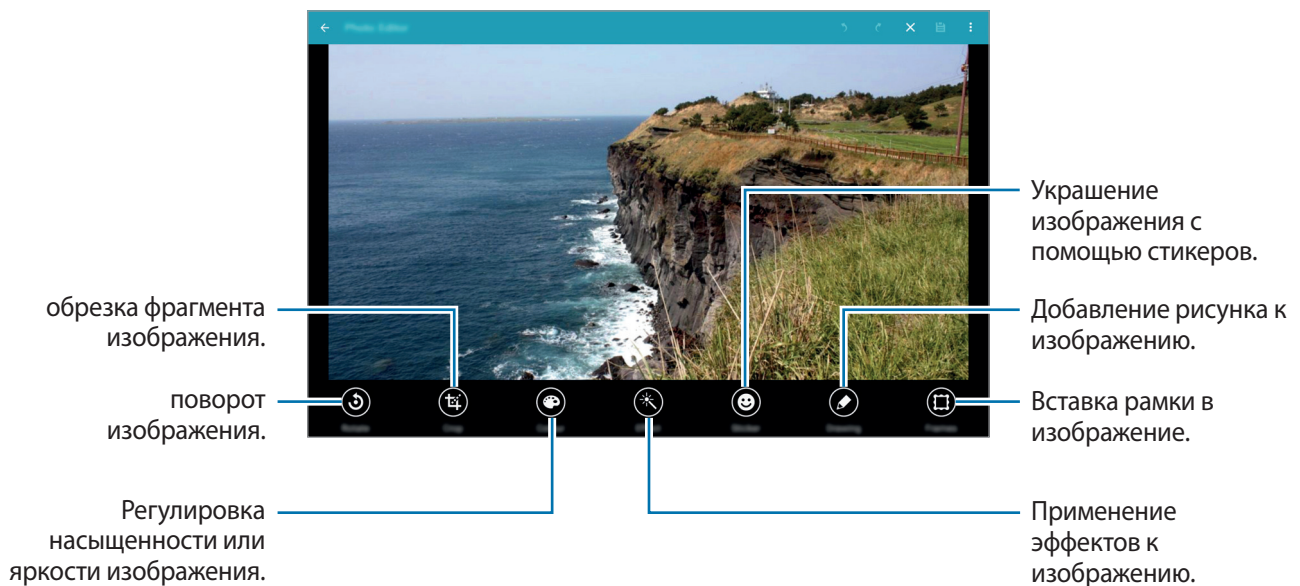 Украшение
изображения с
помощью стикеров.
обрезка фрагмента
изображения.
Добавление рисунка к
изображению.
поворот
изображения.
Вставка рамки в
изображение.
Регулировка
насыщенности или
яркости изображения.
Применение
эффектов к
изображению.